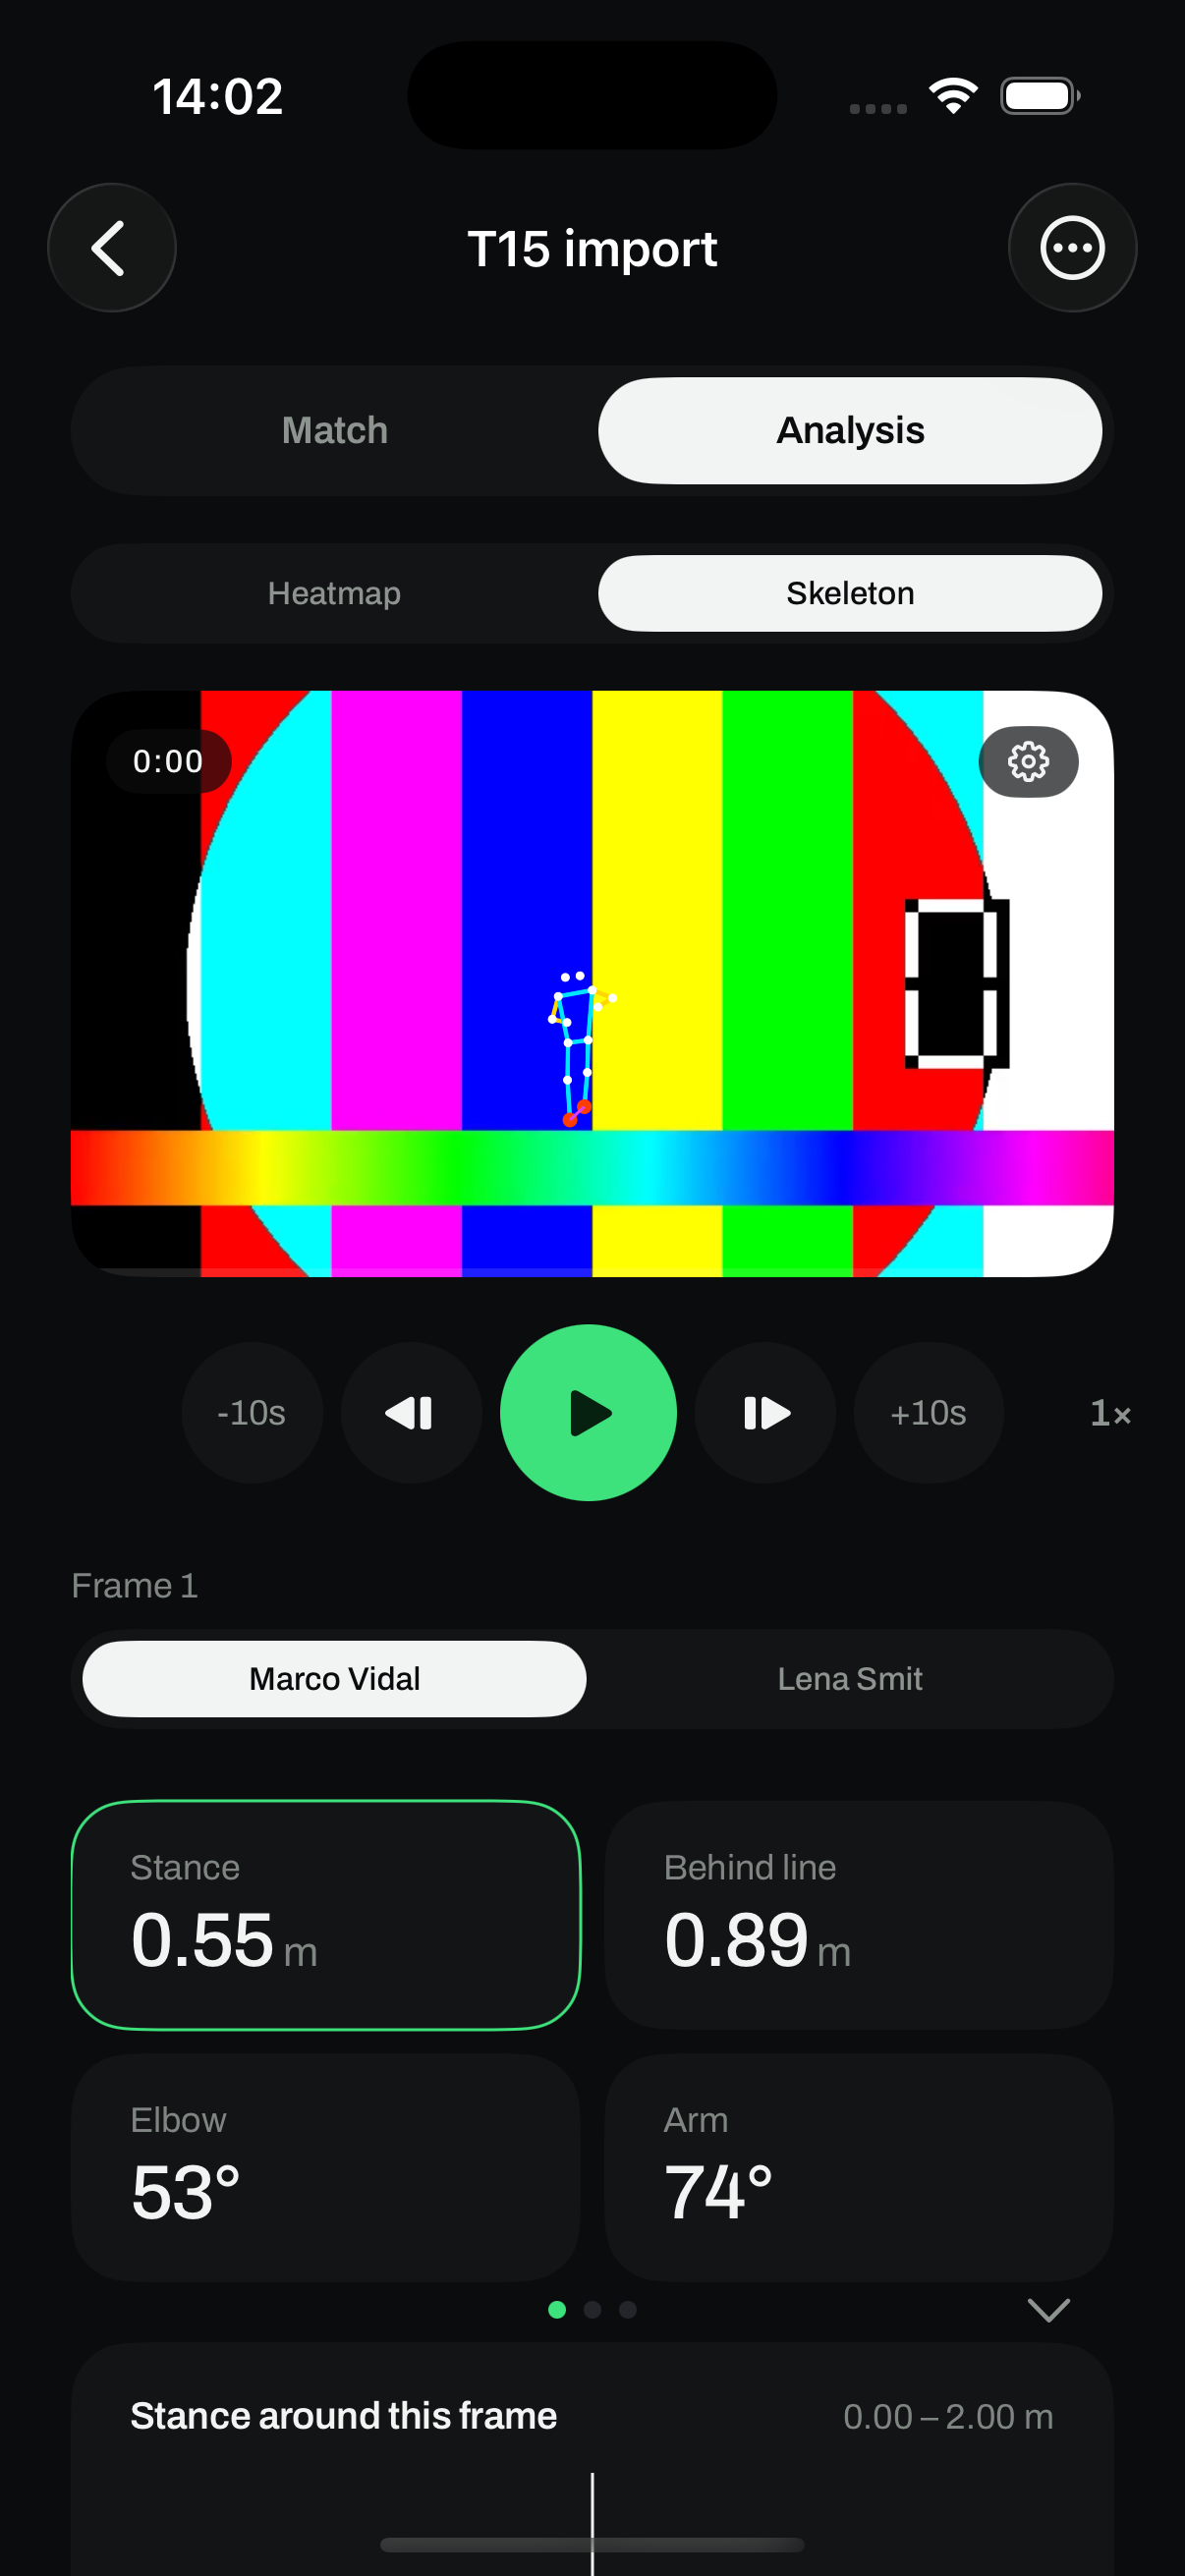 14:02
T15 import
Match
Analysis
Heatmap
Skeleton
0:00
0
-10s
+10s
1×
Frame 1
Marco Vidal
Lena Smit
Stance
0.55 m
Behind line
0.89 m
Elbow
53°
Arm
74°
Stance around this frame
0.00 – 2.00 m